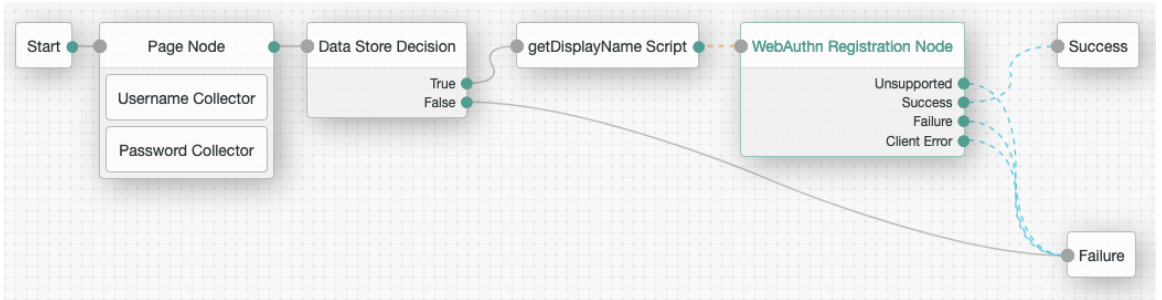 Start
Page Node
Username Collector
Password Collector
Data Store Decision
True
False
getDisplayName Script
WebAuthn Registration Node
Unsupported
Success
Failure
Client Error
Success
Failure